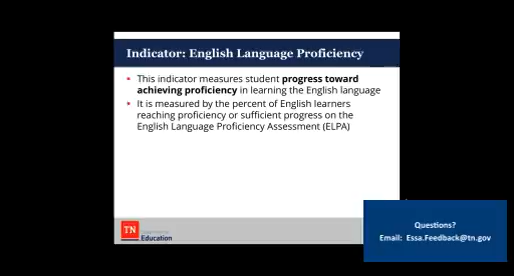 Indicator: English Language Proficiency
▪ This indicator measures student progress toward
achieving proficiency in learning the English language
▪ It is measured by the percent of English learners
reaching proficiency or sufficient progress on the
English Language Proficiency Assessment (ELPA)
TN
Education
Questions?
Email: Essa.Feedback@tn.gov